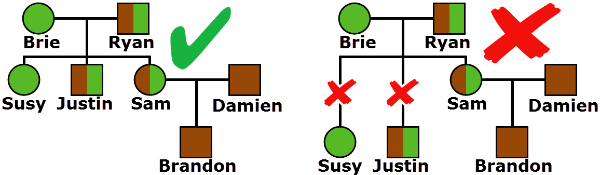 Brie Ryan
Susy Justin Sam Damien
Brandon
Brie Ryan
Sam Damien
Susy Justin Brandon